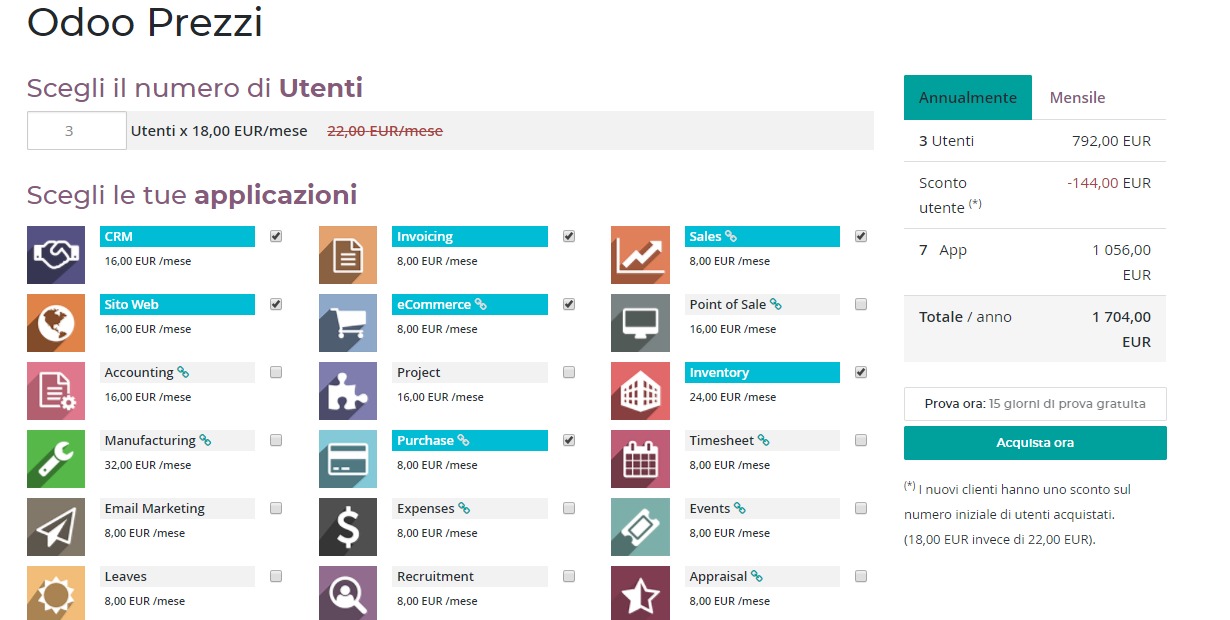 Odoo Prezzi
Scegli il numero di Utenti
3 Utenti x 18,00 EUR/mese 22,00 EUR/mese
Scegli le tue applicazioni
CRM
16,00 EUR /mese
Invoicing
8,00 EUR /mese
Sales
8,00 EUR /mese
Sito Web
16,00 EUR /mese
eCommerce
8,00 EUR /mese
Point of Sale
16,00 EUR /mese
Accounting
16,00 EUR /mese
Project
16,00 EUR /mese
Inventory
24,00 EUR /mese
Manufacturing
32,00 EUR /mese
Purchase
8,00 EUR /mese
Timesheet
8,00 EUR /mese
Email Marketing
8,00 EUR /mese
Expenses
8,00 EUR /mese
Events
8,00 EUR /mese
Leaves
8,00 EUR /mese
Recruitment
8,00 EUR /mese
Appraisal
8,00 EUR /mese
Annualmente Mensile
3 Utenti 792,00 EUR
Sconto -144,00 EUR
utente (*)
7 App 1 056,00
EUR
Totale / anno 1 704,00
EUR
Prova ora: 15 giorni di prova gratuita
Acquista ora
(*) I nuovi clienti hanno uno sconto sul
numero iniziale di utenti acquistati.
(18,00 EUR invece di 22,00 EUR).